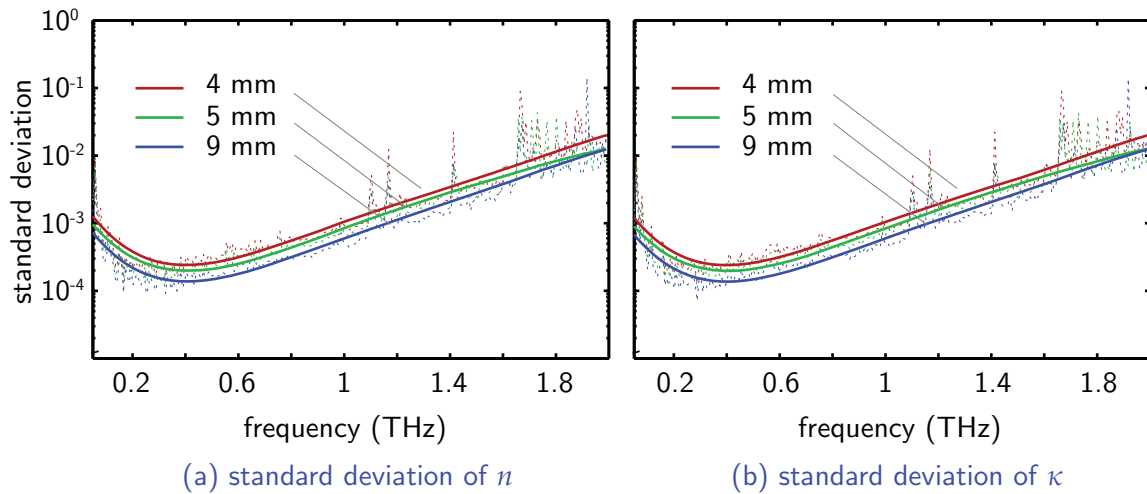 standard deviation
10^0
10^-1
10^-2
10^-3
10^-4
4 mm
5 mm
9 mm
0.2 0.6 1 1.4 1.8
frequency (THz)
(a) standard deviation of n
4 mm
5 mm
9 mm
0.2 0.6 1 1.4 1.8
frequency (THz)
(b) standard deviation of κ